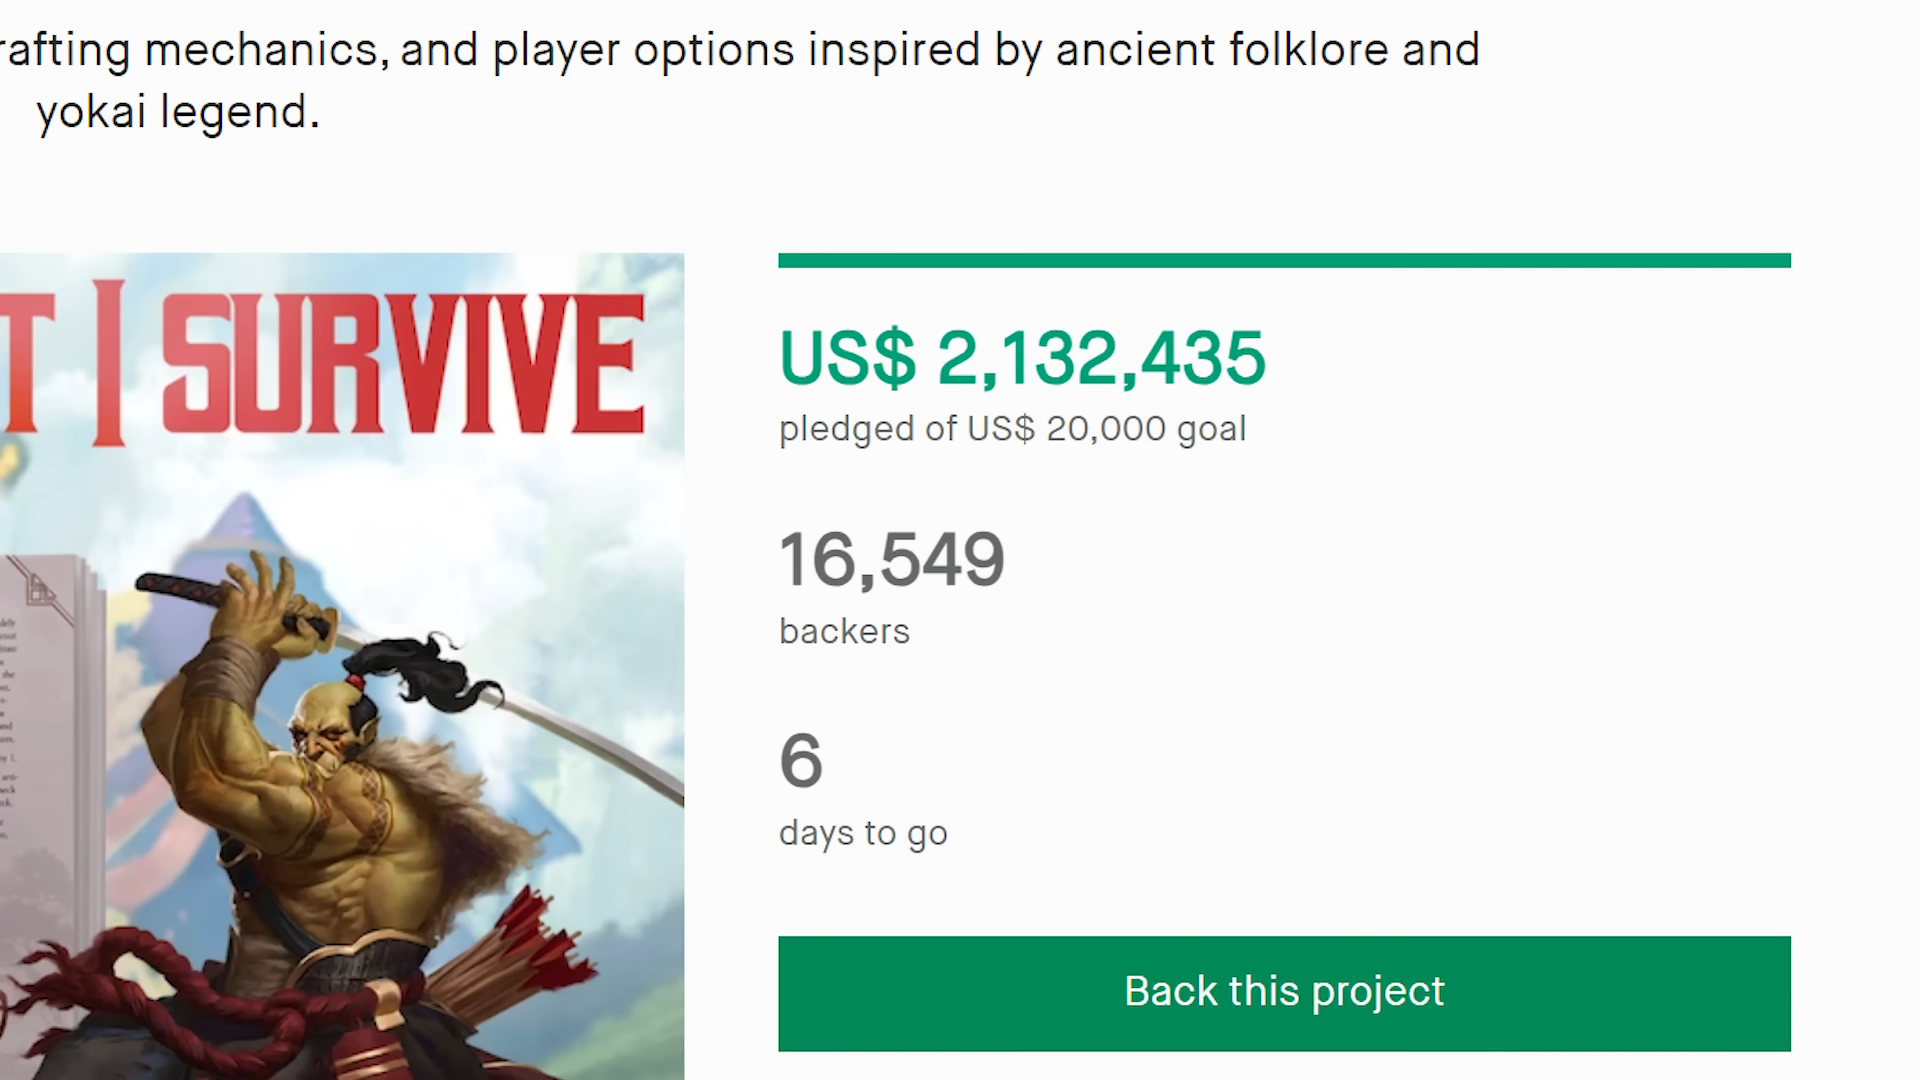 rafting mechanics, and player options inspired by ancient folklore and
yokai legend.
T I SURVIVE
US$ 2,132,435
pledged of US$ 20,000 goal
16,549
backers
6
days to go
Back this project